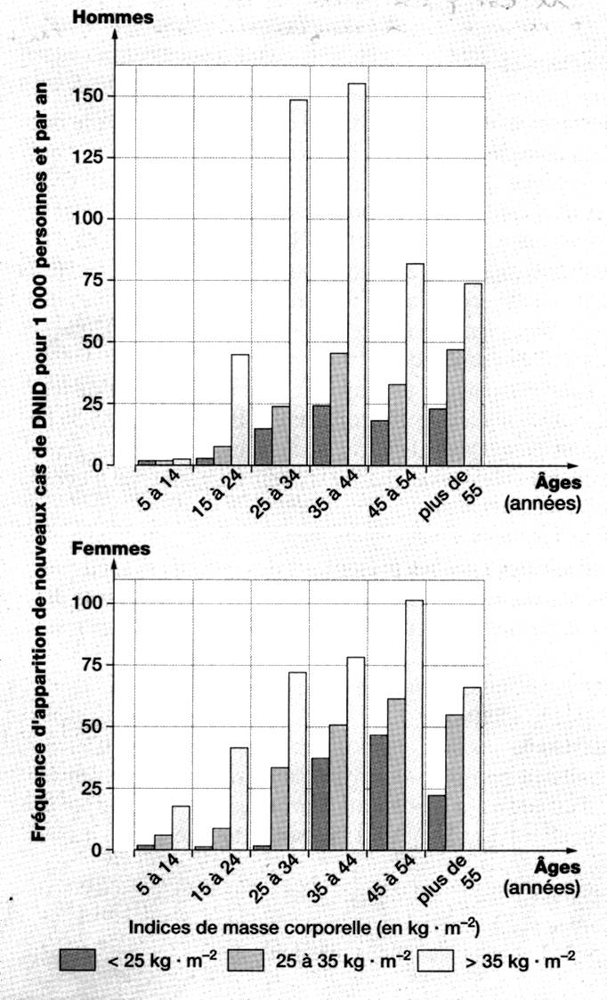 Hommes
Fréquence d'apparition de nouveaux cas de DNID pour 1 000 personnes et par an
150
125
100
75
50
25
0
5 à 14
15 à 24
25 à 34
35 à 44
45 à 54
plus de
55
Âges
(années)
Femmes
100
75
50
25
0
5 à 14
15 à 24
25 à 34
35 à 44
45 à 54
plus de
55
Âges
(années)
Indices de masse corporelle (en kg · m⁻²)
< 25 kg · m⁻² 25 à 35 kg · m⁻² > 35 kg · m⁻²